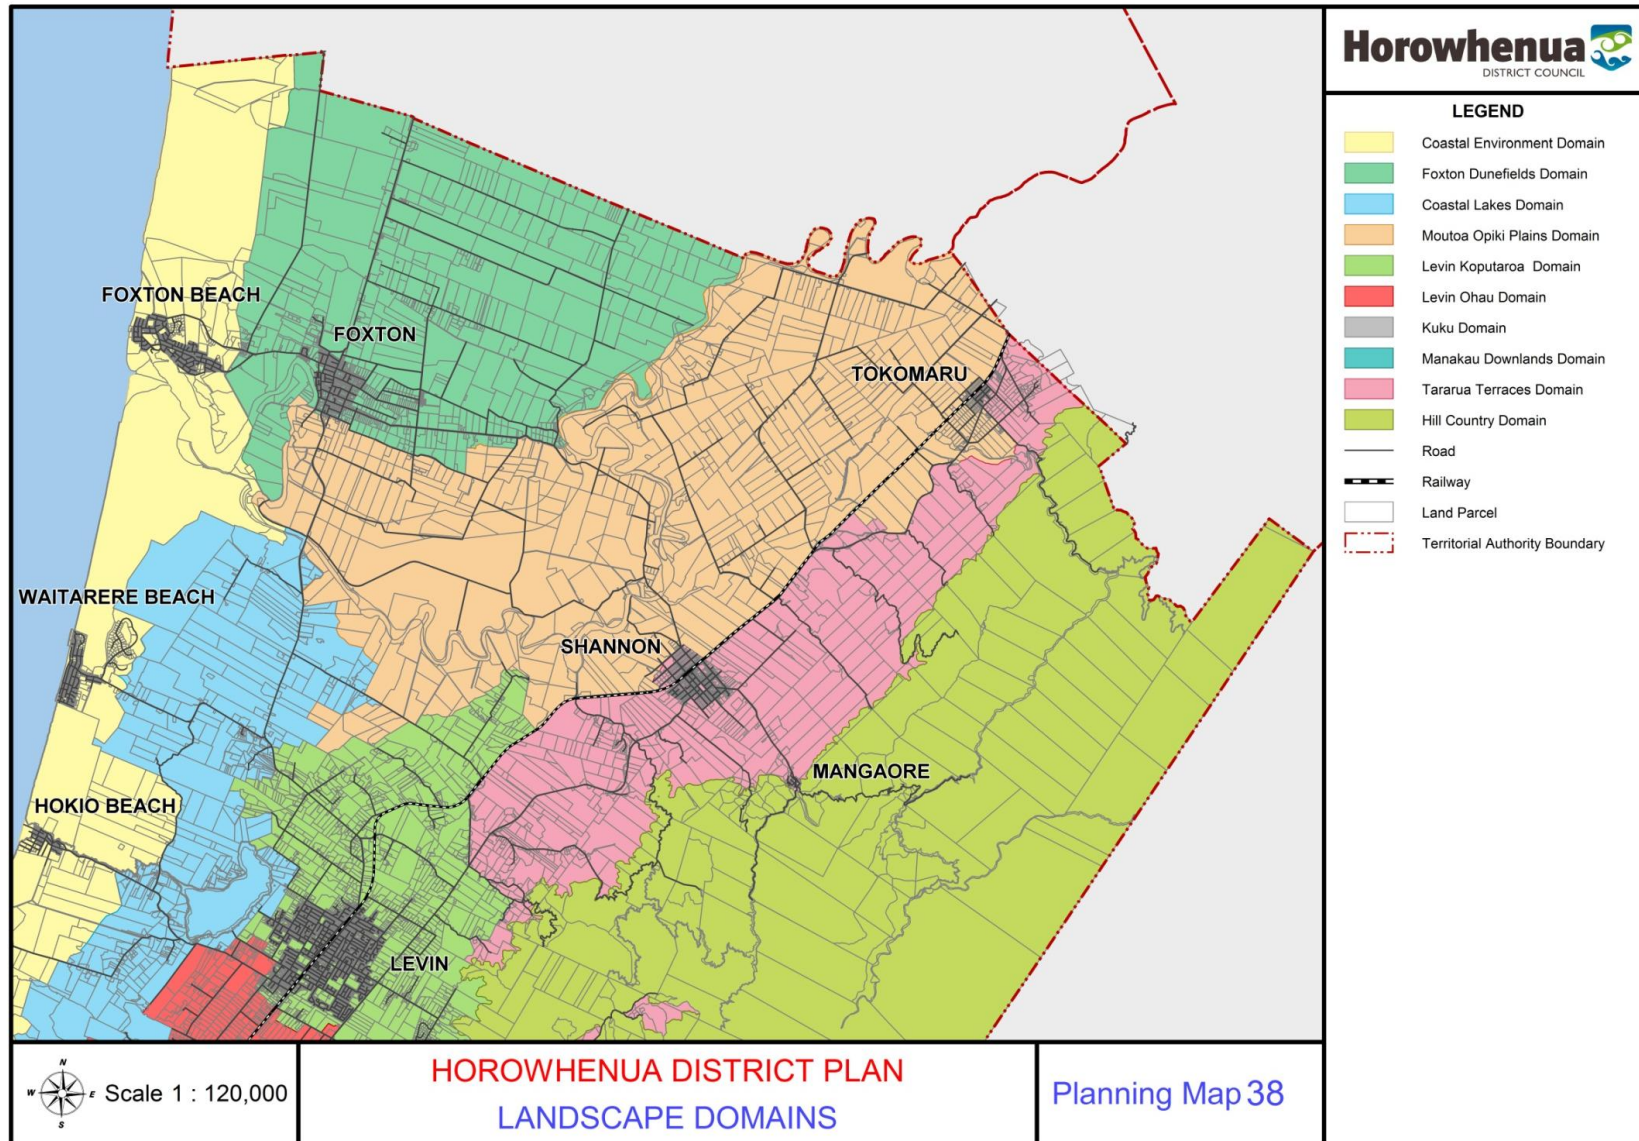 Horowhenua
DISTRICT COUNCIL
LEGEND
Coastal Environment Domain
Foxton Dunefields Domain
Coastal Lakes Domain
Moutoa Opiki Plains Domain
Levin Koputaroa Domain
Levin Ohau Domain
Kuku Domain
Manakau Downlands Domain
Tararua Terraces Domain
Hill Country Domain
Road
Railway
Land Parcel
Territorial Authority Boundary
FOXTON BEACH
FOXTON
TOKOMARU
WAITARERE BEACH
SHANNON
MANGAORE
HOKIO BEACH
LEVIN
N
W
E
S
Scale 1 : 120,000
HOROWHENUA DISTRICT PLAN
LANDSCAPE DOMAINS
Planning Map 38